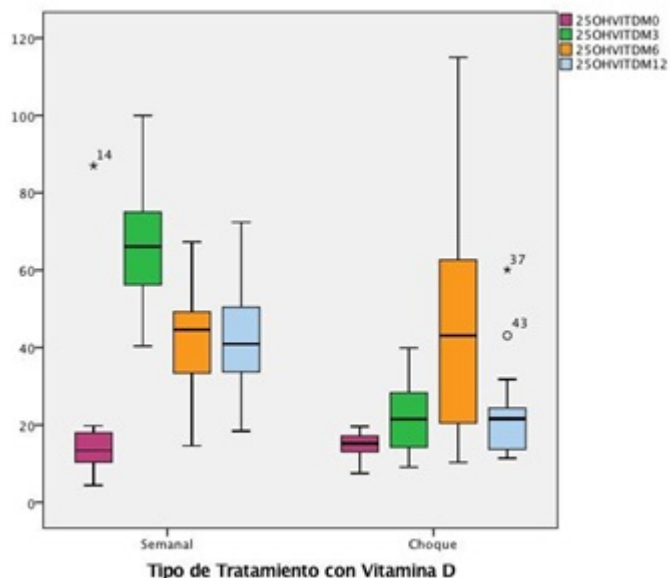 25OHVITDM0
25OHVITDM3
25OHVITDM6
25OHVITDM12
120
100
80
60
40
20
0
14
37
43
Semanal
Choque
Tipo de Tratamiento con Vitamina D